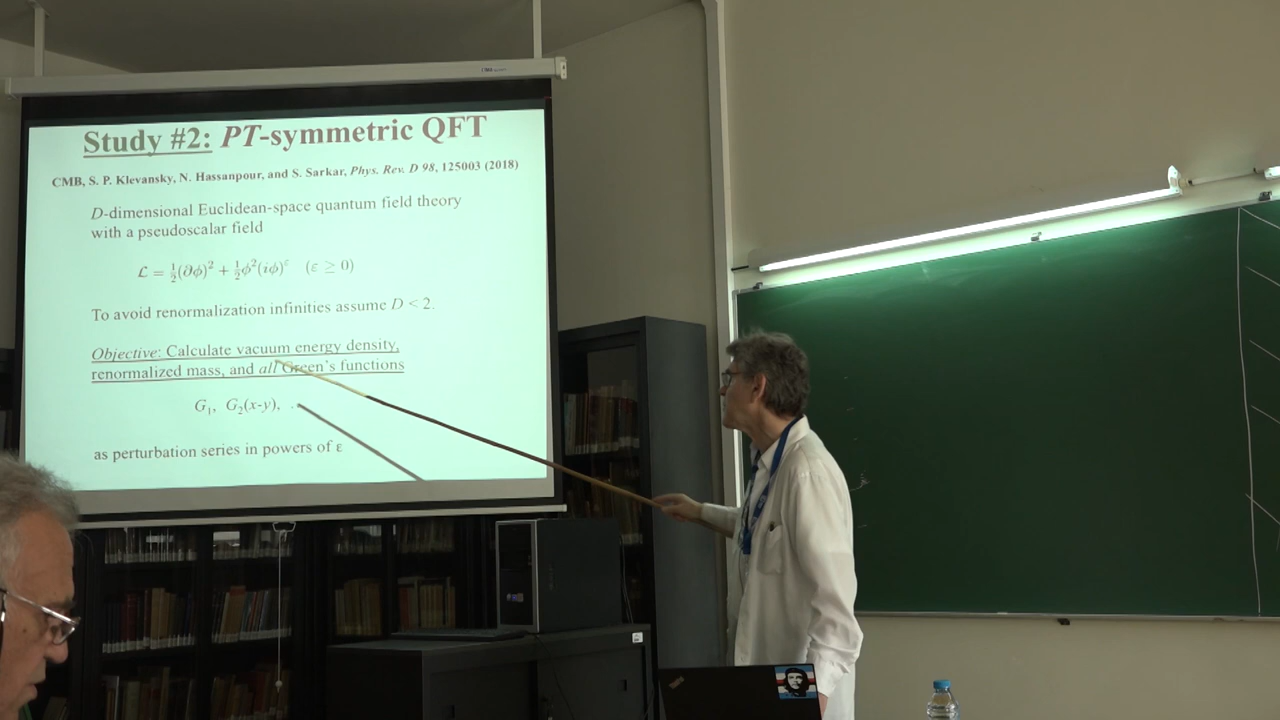 Study #2: PT-symmetric QFT
CMB, S. P. Klevansky, N. Hassanpour, and S. Sarkar, Phys. Rev. D 98, 125003 (2018)
D-dimensional Euclidean-space quantum field theory
with a pseudoscalar field
ℒ = ½(∂ϕ)² + ½ϕ²(iϕ)^ε (ε ≥ 0)
To avoid renormalization infinities assume D < 2.
Objective: Calculate vacuum energy density,
renormalized mass, and all Green's functions
G₁, G₂(x-y), .
as perturbation series in powers of ε